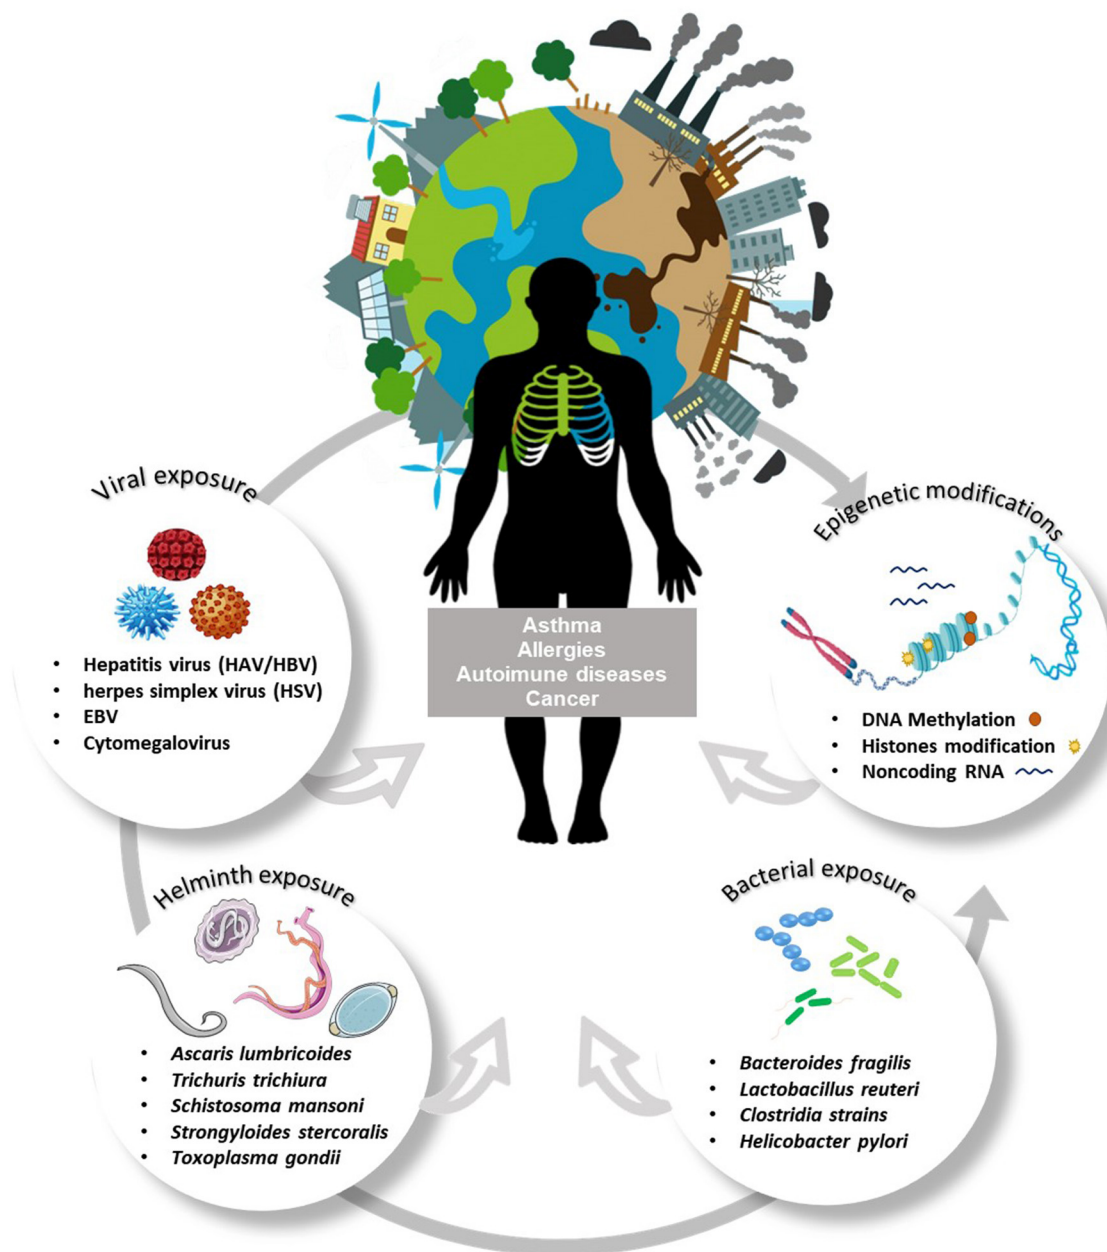 Viral exposure
• Hepatitis virus (HAV/HBV)
• herpes simplex virus (HSV)
• EBV
• Cytomegalovirus
Epigenetic modifications
• DNA Methylation
• Histones modification
• Noncoding RNA
Asthma
Allergies
Autoimune diseases
Cancer
Helminth exposure
• Ascaris lumbricoides
• Trichuris trichiura
• Schistosoma mansoni
• Strongyloides stercoralis
• Toxoplasma gondii
Bacterial exposure
• Bacteroides fragilis
• Lactobacillus reuteri
• Clostridia strains
• Helicobacter pylori